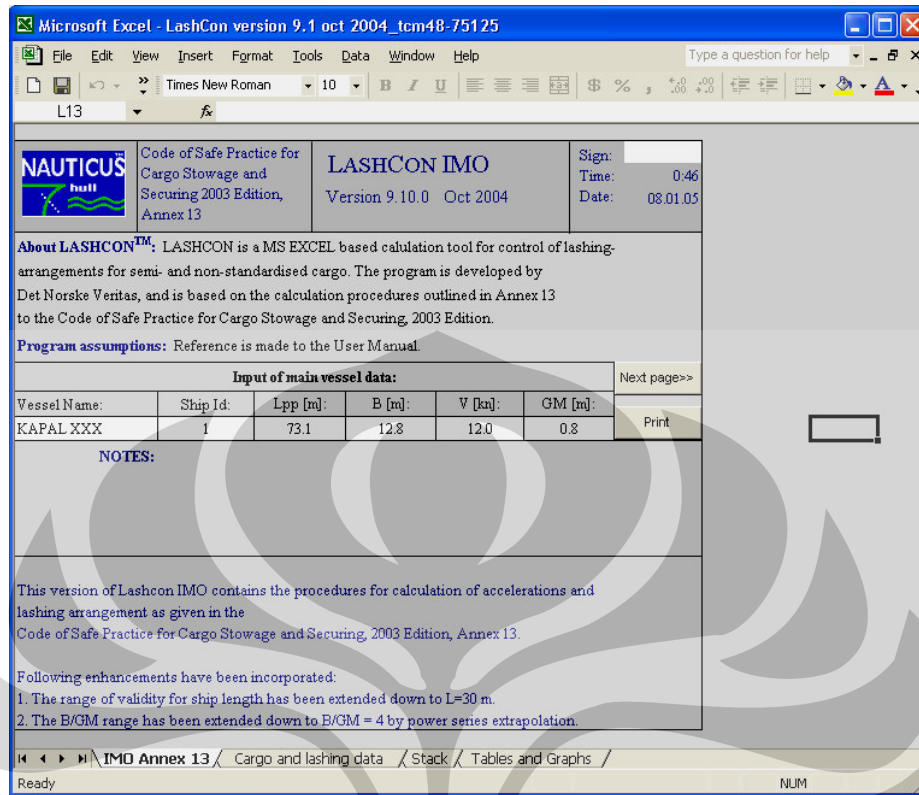 Microsoft Excel - LashCon version 9.1 oct 2004_tcm48-75125
File Edit View Insert Format Tools Data Window Help Type a question for help
Times New Roman 10 B I U $ % ,
L13 fx
NAUTICUS hull
Code of Safe Practice for
Cargo Stowage and
Securing 2003 Edition,
Annex 13
LASHCON IMO
Version 9.10.0 Oct 2004
Sign:
Time: 0:46
Date: 08.01.05
About LASHCON™: LASHCON is a MS EXCEL based calulation tool for control of lashing-
arrangements for semi- and non-standardised cargo. The program is developed by
Det Norske Veritas, and is based on the calculation procedures outlined in Annex 13
to the Code of Safe Practice for Cargo Stowage and Securing, 2003 Edition.
Program assumptions: Reference is made to the User Manual.
Input of main vessel data: Next page>>
Vessel Name: Ship Id: Lpp [m]: B [m]: V [kn]: GM [m]:
KAPAL XXX 1 73.1 12.8 12.0 0.8 Print
NOTES:
This version of Lashcon IMO contains the procedures for calculation of accelerations and
lashing arrangement as given in the
Code of Safe Practice for Cargo Stowage and Securing, 2003 Edition, Annex 13.
Following enhancements have been incorporated:
1. The range of validity for ship length has been extended down to L=30 m.
2. The B/GM range has been extended down to B/GM = 4 by power series extrapolation.
IMO Annex 13 Cargo and lashing data Stack Tables and Graphs
Ready NUM